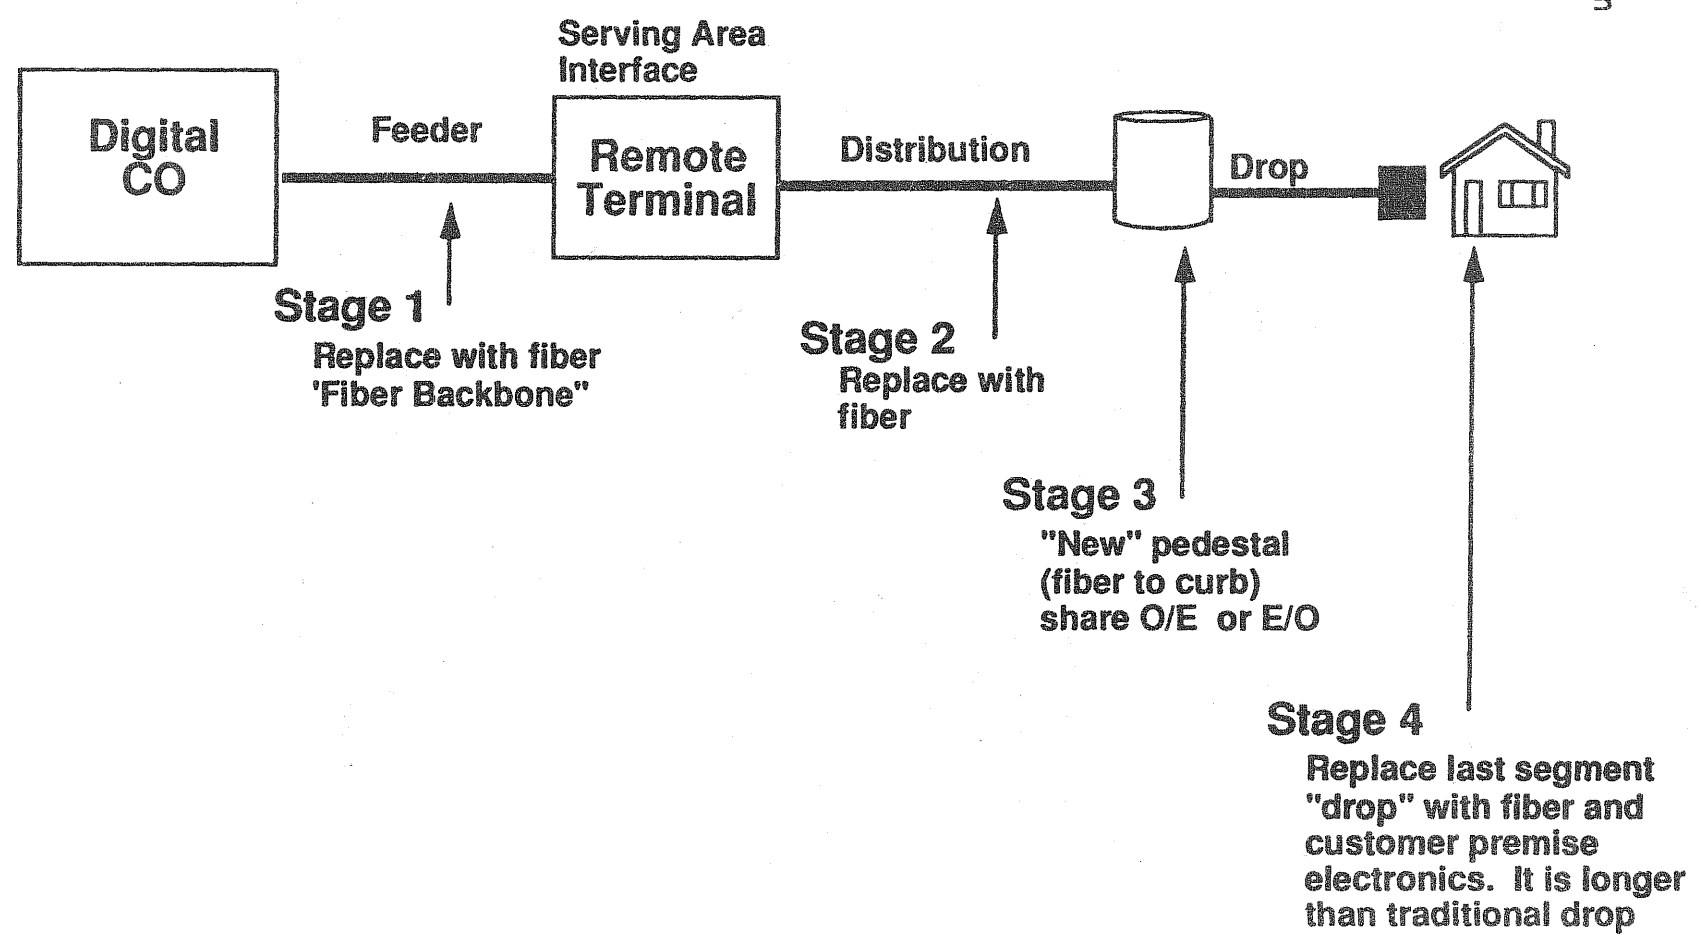 Serving Area
Interface
Digital
CO
Feeder
Remote
Terminal
Distribution
Drop
Stage 1
Replace with fiber
'Fiber Backbone"
Stage 2
Replace with
fiber
Stage 3
"New" pedestal
(fiber to curb)
share O/E or E/O
Stage 4
Replace last segment
"drop" with fiber and
customer premise
electronics. It is longer
than traditional drop